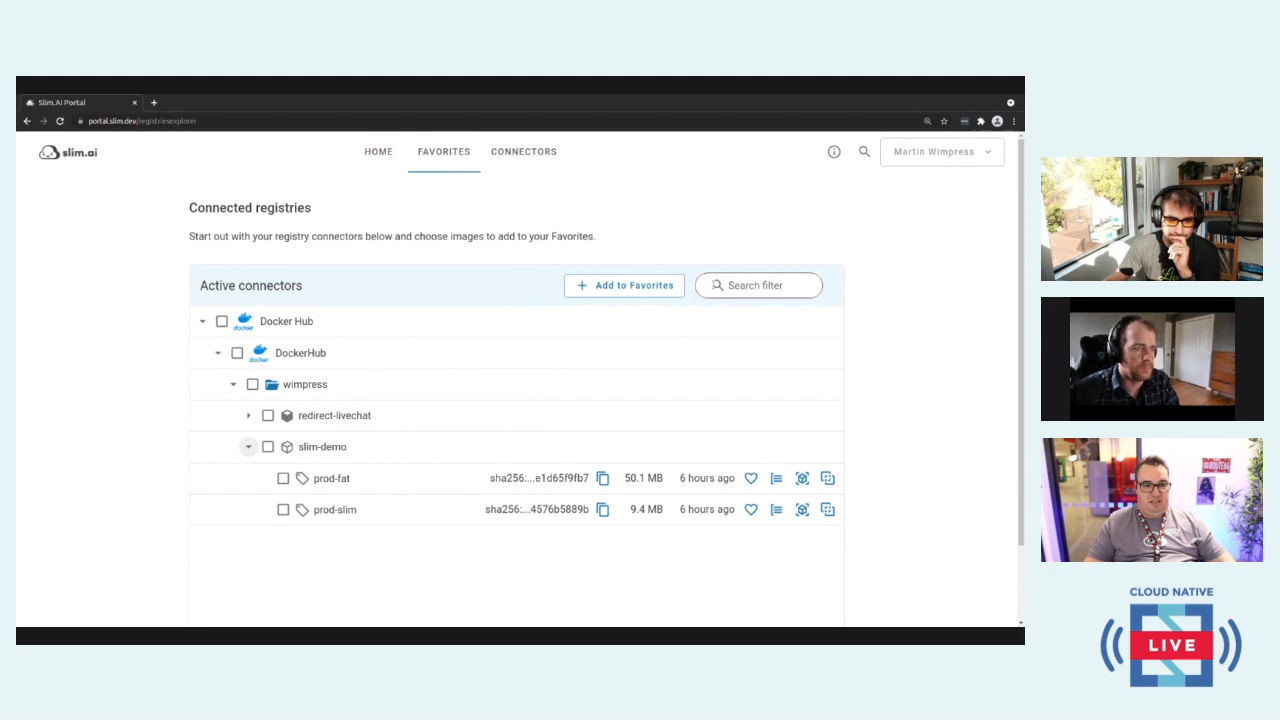 Slim.AI Portal
portal.slim.dev/registriesexplorer
slim.ai
HOME FAVORITES CONNECTORS
Martin Wimpress
Connected registries
Start out with your registry connectors below and choose images to add to your Favorites.
Active connectors
+ Add to Favorites
Search filter
docker Docker Hub
docker DockerHub
wimpress
redirect-livechat
slim-demo
prod-fat sha256:...e1d65f9fb7 50.1 MB 6 hours ago
prod-slim sha256:...4576b5889b 9.4 MB 6 hours ago
ROUTE66
CLOUD NATIVE
LIVE